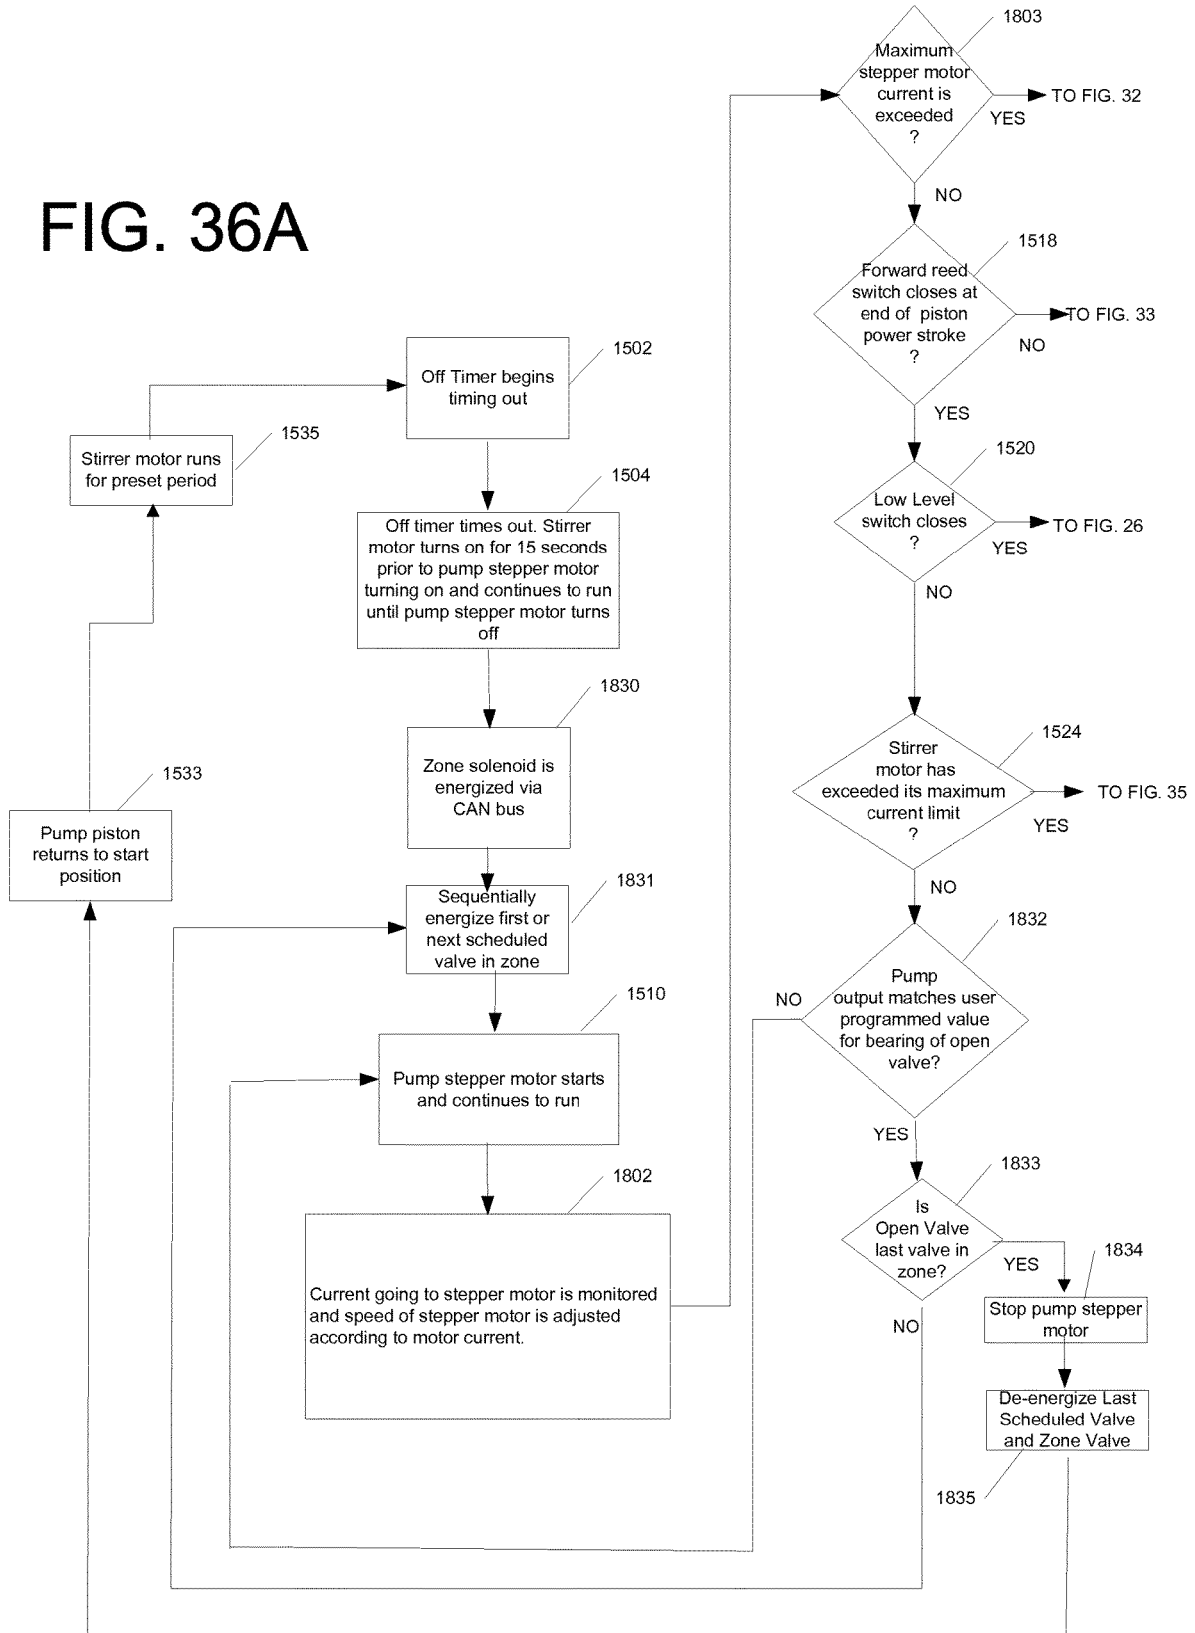 FIG. 36A
1803
Maximum
stepper motor
current is
exceeded
?
TO FIG. 32
YES
NO
1518
Forward reed
switch closes at
end of piston
power stroke
?
TO FIG. 33
NO
YES
1502
Off Timer begins
timing out
1535
Stirrer motor runs
for preset period
1504
Off timer times out. Stirrer
motor turns on for 15 seconds
prior to pump stepper motor
turning on and continues to run
until pump stepper motor turns
off
1520
Low Level
switch closes
?
TO FIG. 26
YES
NO
1830
Zone solenoid is
energized via
CAN bus
1533
Pump piston
returns to start
position
1524
Stirrer
motor has
exceeded its maximum
current limit
?
TO FIG. 35
YES
NO
1831
Sequentially
energize first or
next scheduled
valve in zone
1832
Pump
output matches user
programmed value
for bearing of open
valve?
NO
YES
1510
Pump stepper motor starts
and continues to run
1802
Current going to stepper motor is monitored
and speed of stepper motor is adjusted
according to motor current.
1833
Is
Open Valve
last valve in
zone?
YES
NO
1834
Stop pump stepper
motor
De-energize Last
Scheduled Valve
and Zone Valve
1835